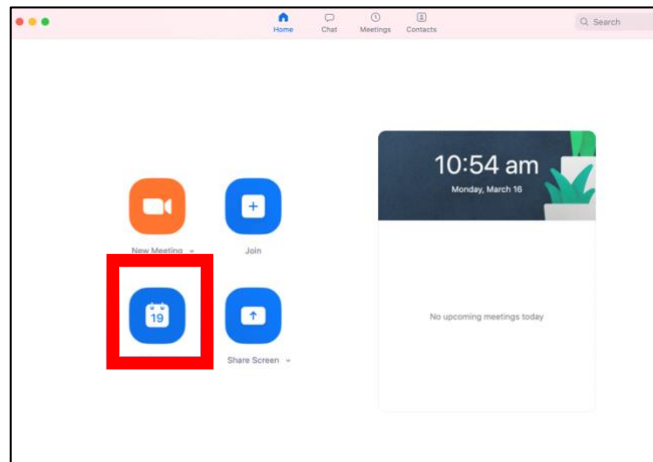 Home
Chat
Meetings
Contacts
Search
10:54 am
Monday, March 16
New Meeting
Join
19
No upcoming meetings today
Share Screen